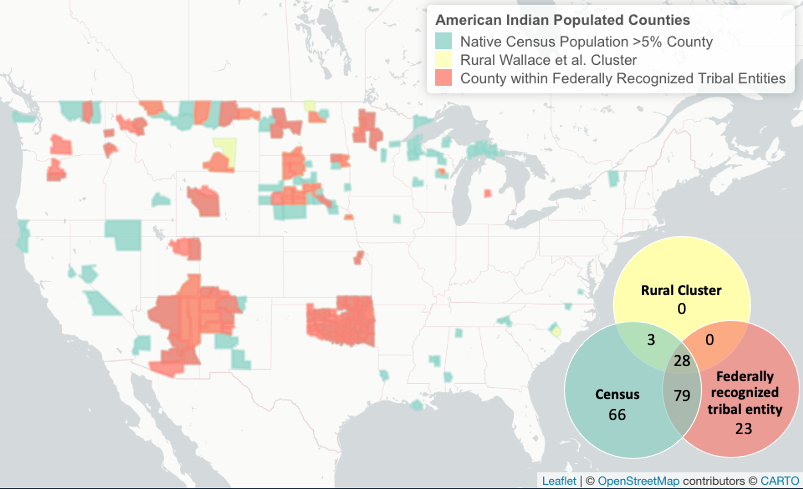 American Indian Populated Counties
Native Census Population >5% County
Rural Wallace et al. Cluster
County within Federally Recognized Tribal Entities
Rural Cluster
0
3
0
28
Census
66
79
Federally
recognized
tribal entity
23
Leaflet | © OpenStreetMap contributors © CARTO